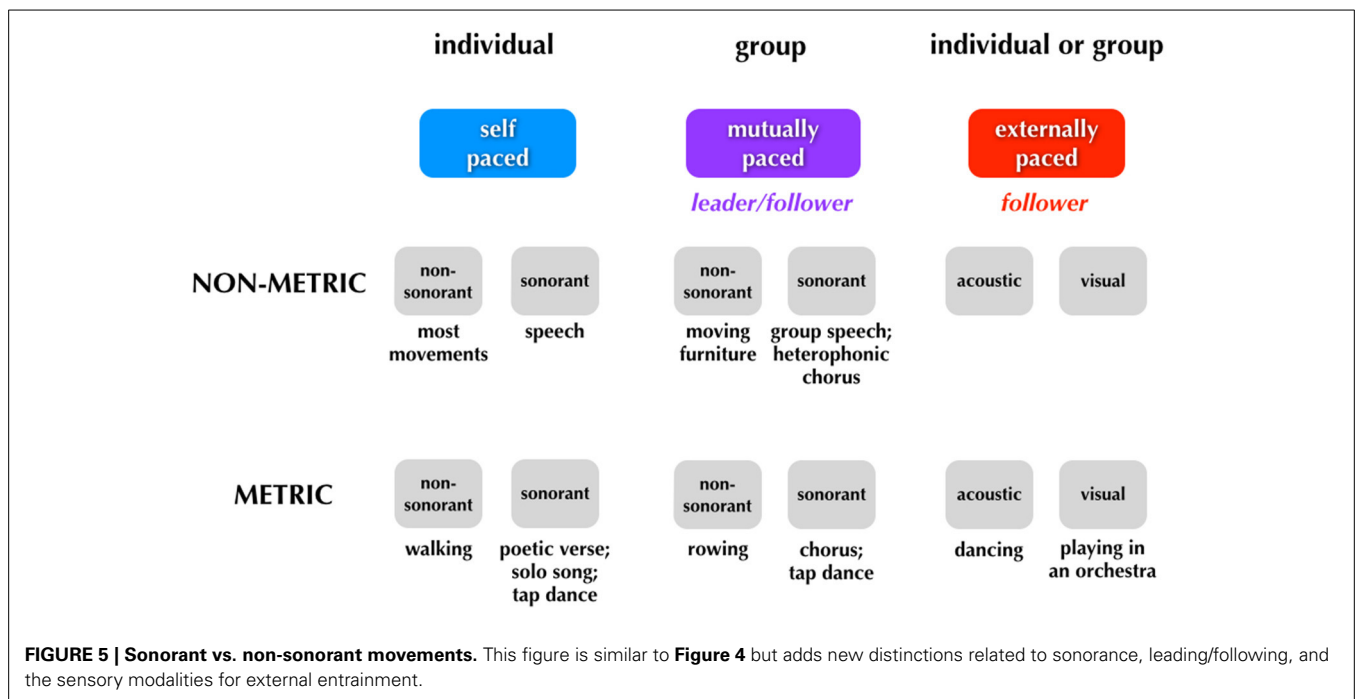 individual group individual or group
self
paced
mutually
paced
externally
paced
leader/follower
follower
NON-METRIC
non-
sonorant
most
movements
sonorant
speech
non-
sonorant
moving
furniture
sonorant
group speech;
heterophonic
chorus
acoustic
visual
METRIC
non-
sonorant
walking
sonorant
poetic verse;
solo song;
tap dance
non-
sonorant
rowing
sonorant
chorus;
tap dance
acoustic
dancing
visual
playing in
an orchestra
FIGURE 5 | Sonorant vs. non-sonorant movements. This figure is similar to Figure 4 but adds new distinctions related to sonorance, leading/following, and
the sensory modalities for external entrainment.